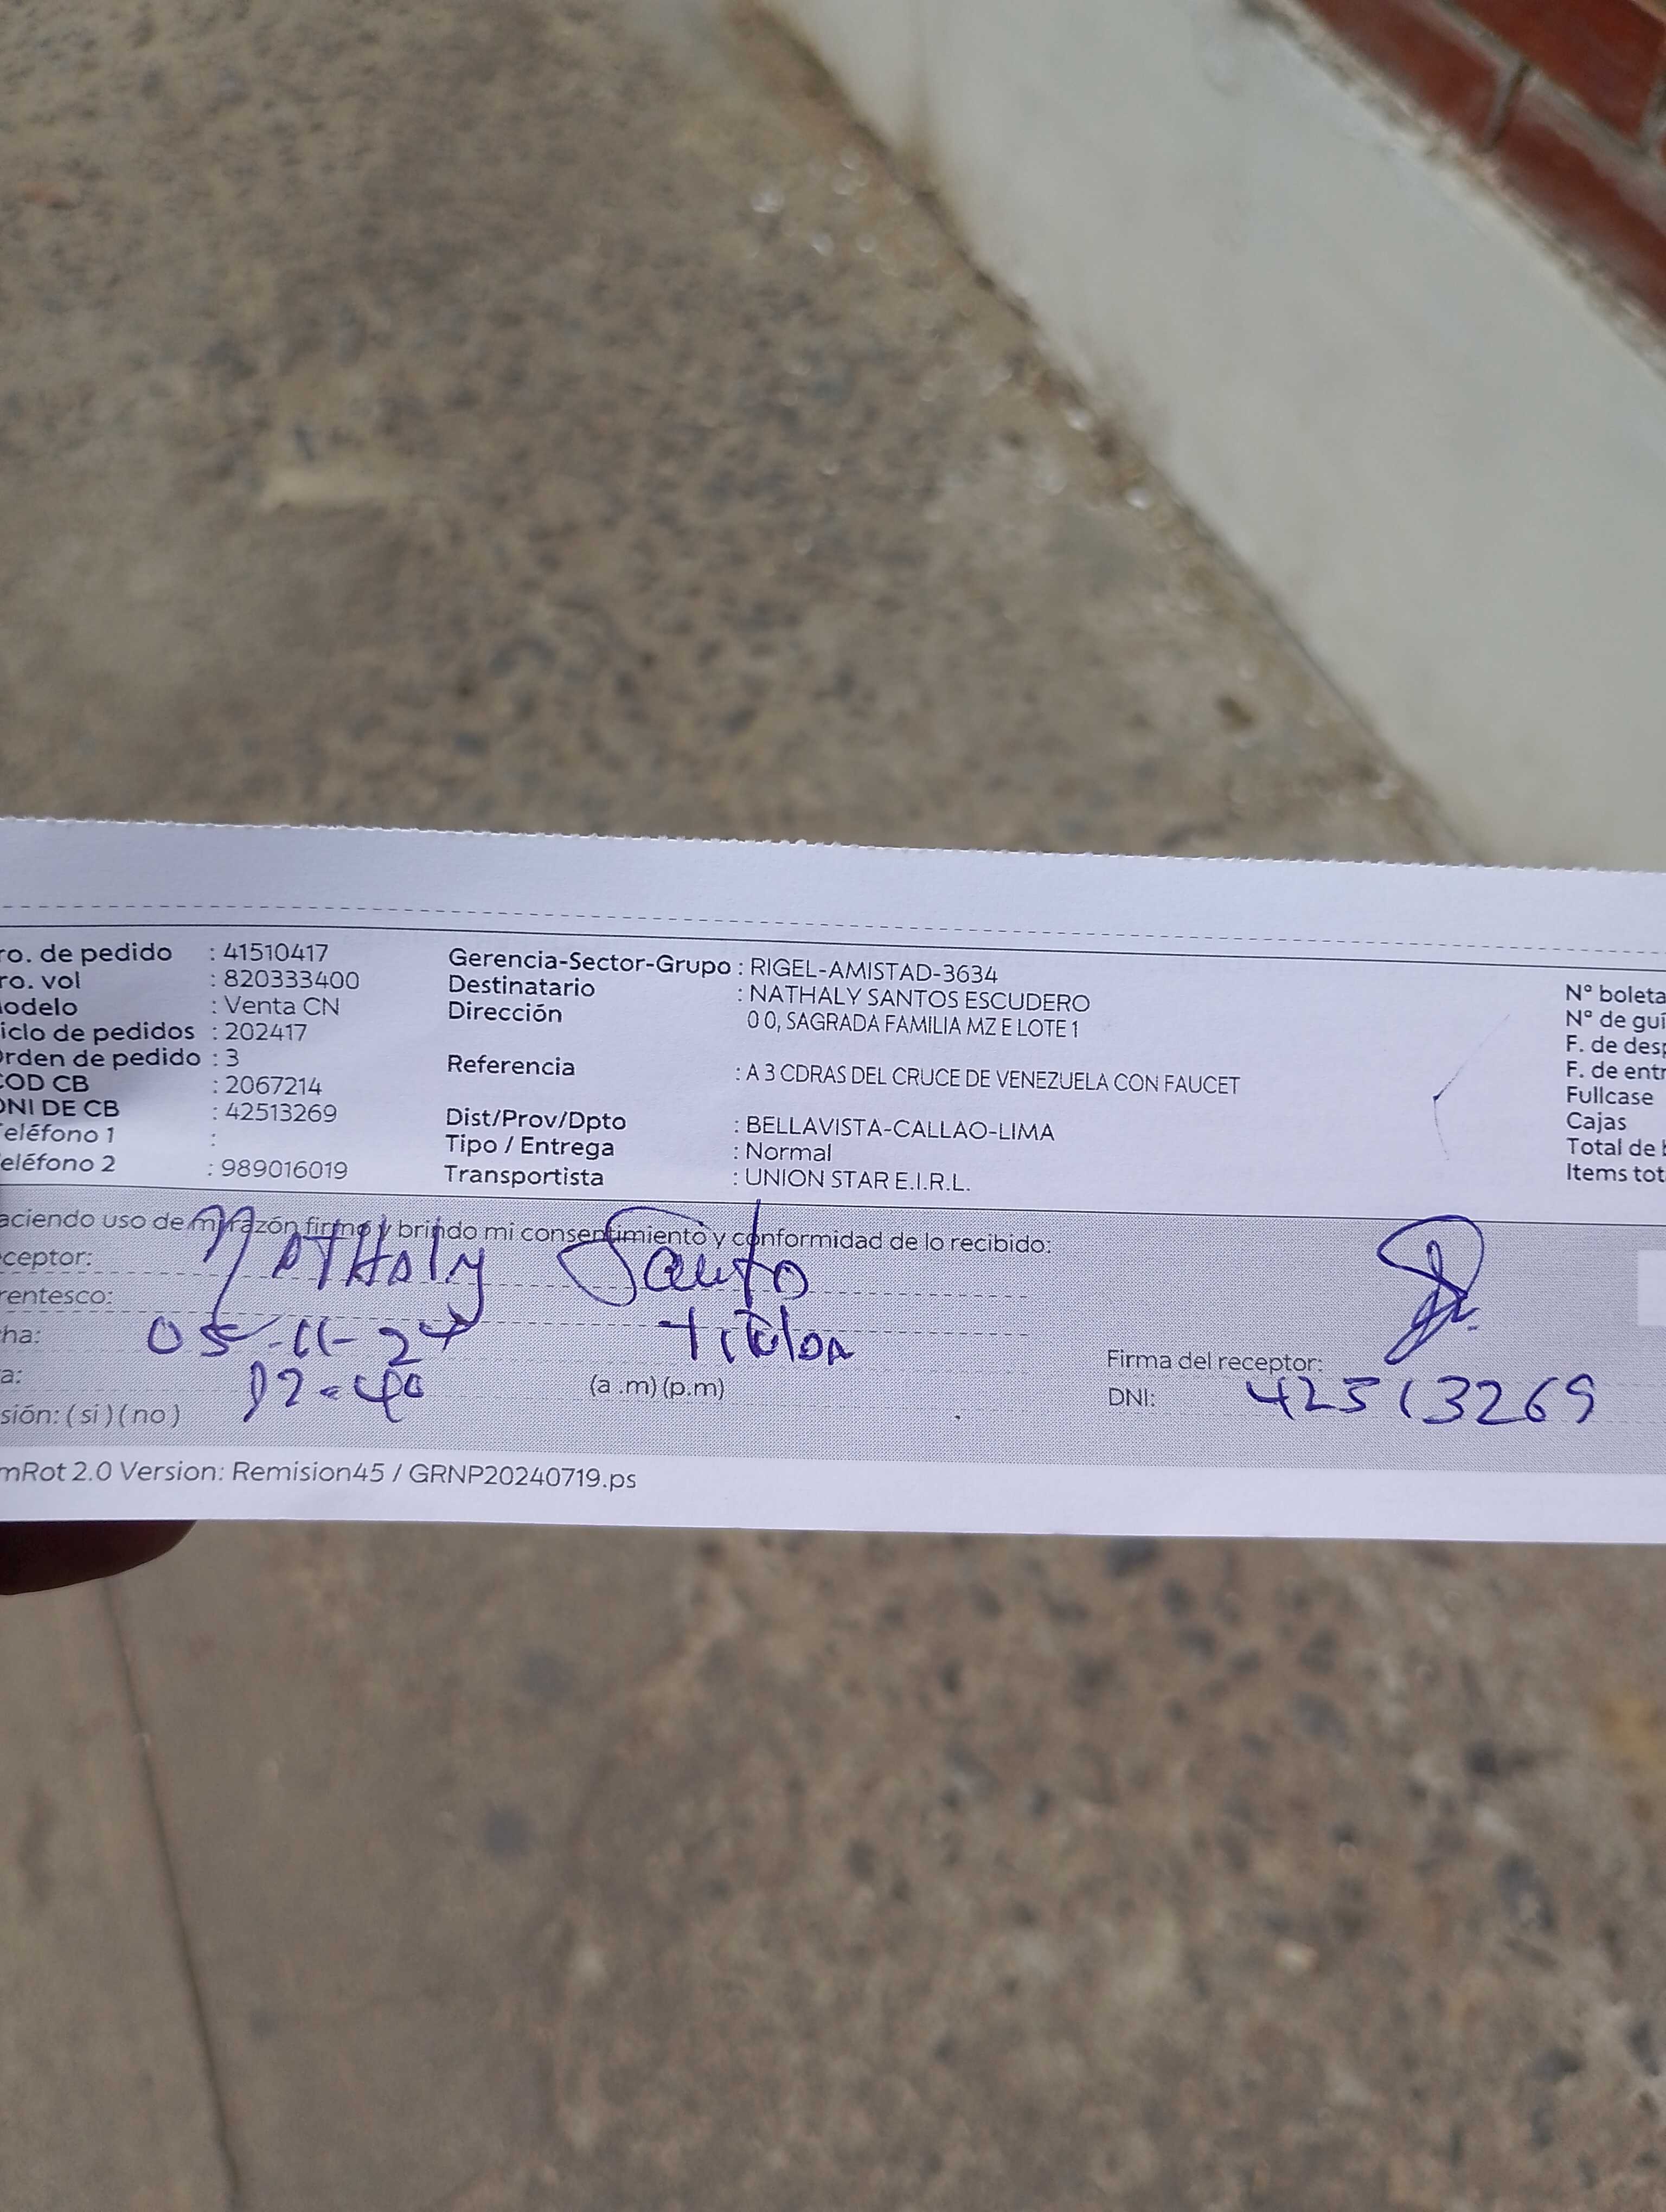 ro. de pedido : 41510417
ro. vol : 820333400
odelo : Venta CN
iclo de pedidos : 202417
rden de pedido : 3
COD CB : 2067214
DNI DE CB : 42513269
eléfono 1 :
eléfono 2 : 989016019
Gerencia-Sector-Grupo : RIGEL-AMISTAD-3634
Destinatario : NATHALY SANTOS ESCUDERO
Dirección 0 0, SAGRADA FAMILIA MZ E LOTE 1
Referencia : A 3 CDRAS DEL CRUCE DE VENEZUELA CON FAUCET
Dist/Prov/Dpto : BELLAVISTA-CALLAO-LIMA
Tipo / Entrega : Normal
Transportista : UNION STAR E.I.R.L.
N° boleta
N° de guí
F. de desp
F. de entr
Fullcase
Cajas
Total de b
Items tot
aciendo uso de mi razón firmo y brindo mi consentimiento y conformidad de lo recibido:
ceptor: Nathaly Santo
rentesco: titulon
ha: 05-11-24
a: 12-40 (a .m) (p.m)
sión: ( si ) ( no )
Firma del receptor:
DNI: 42513269
mRot 2.0 Version: Remision45 / GRNP20240719.ps